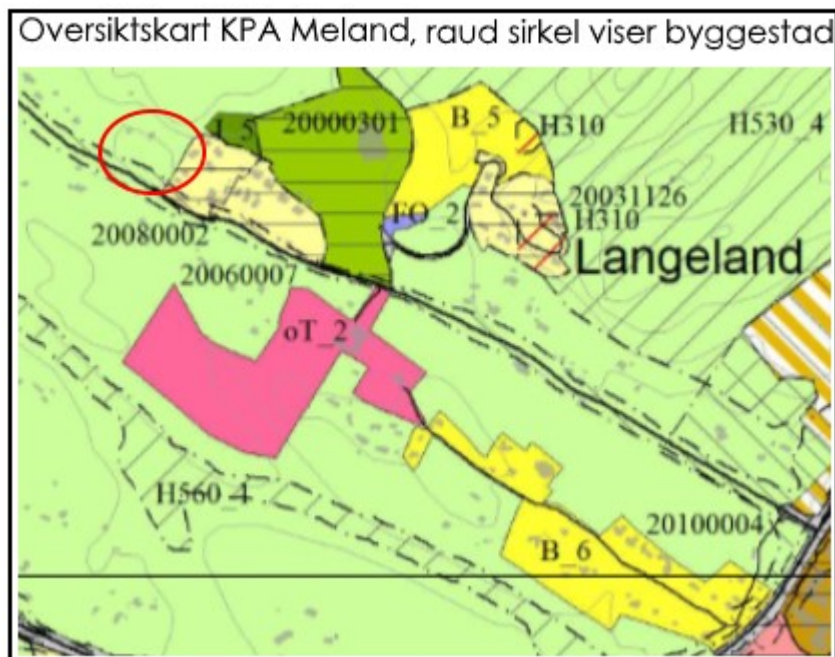 Oversiktskart KPA Meland, raud sirkel viser byggestad
20000301
B_5
H310
H530_4
20031126
20080002
FO_2
H310
Langeland
20060007
oT_2
H560_4
20100004
B_6